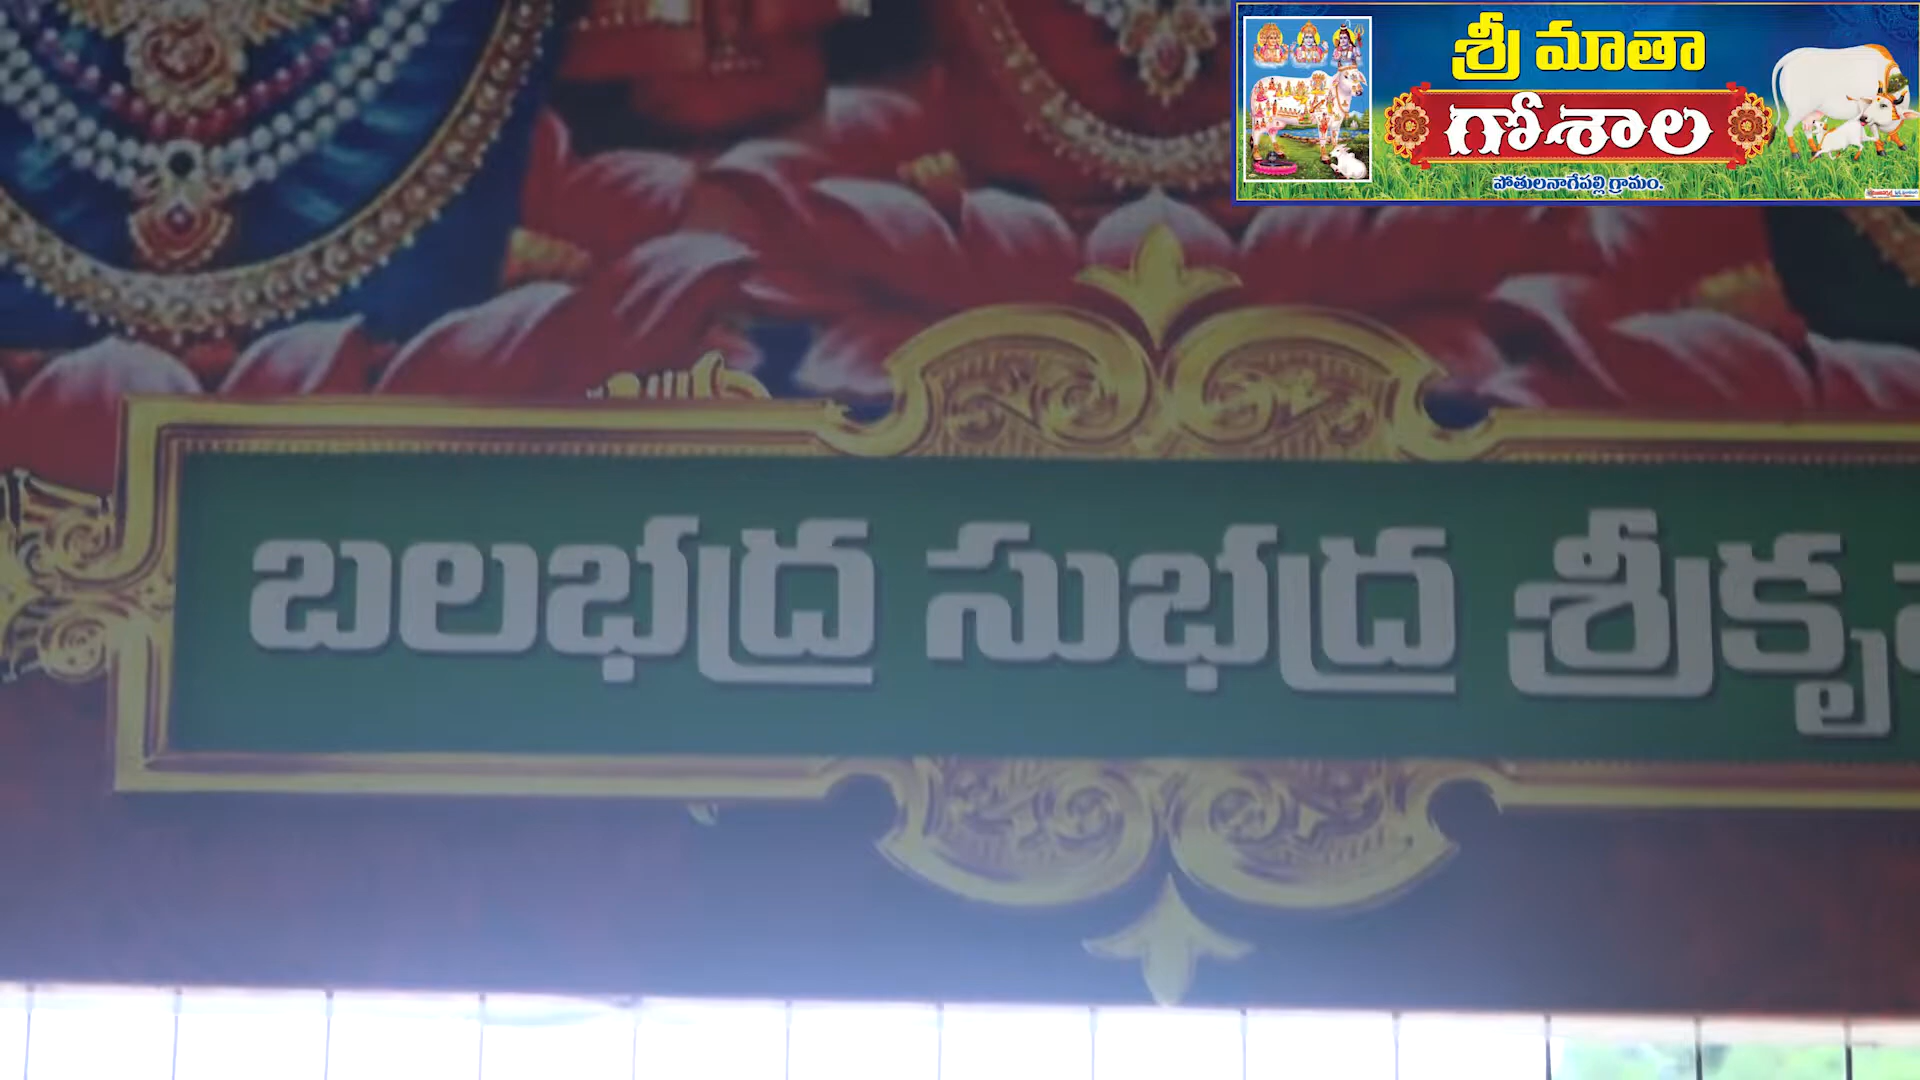 శ్రీ మాతా
గోశాల
పోతులనాగేపల్లి గ్రామం.
బలభద్ర సుభద్ర శ్రీకృ